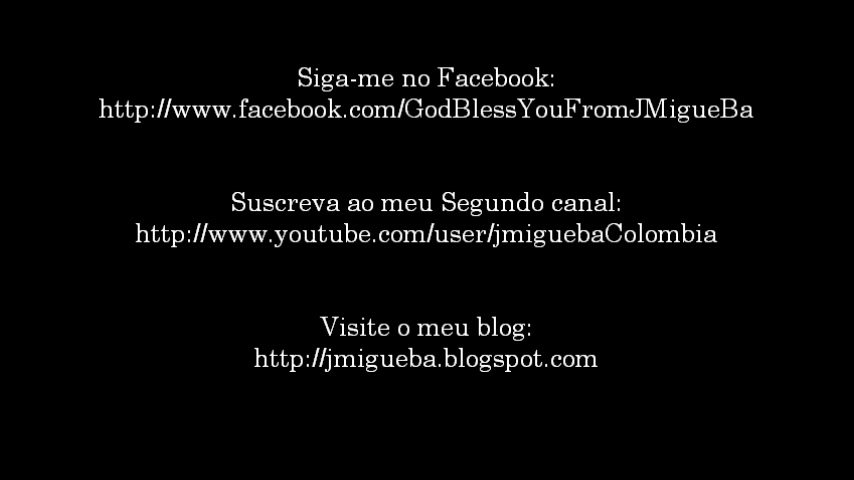 Siga-me no Facebook:
http://www.facebook.com/GodBlessYouFromJMigueBa
Suscreva ao meu Segundo canal:
http://www.youtube.com/user/jmiguebaColombia
Visite o meu blog:
http://jmigueba.blogspot.com